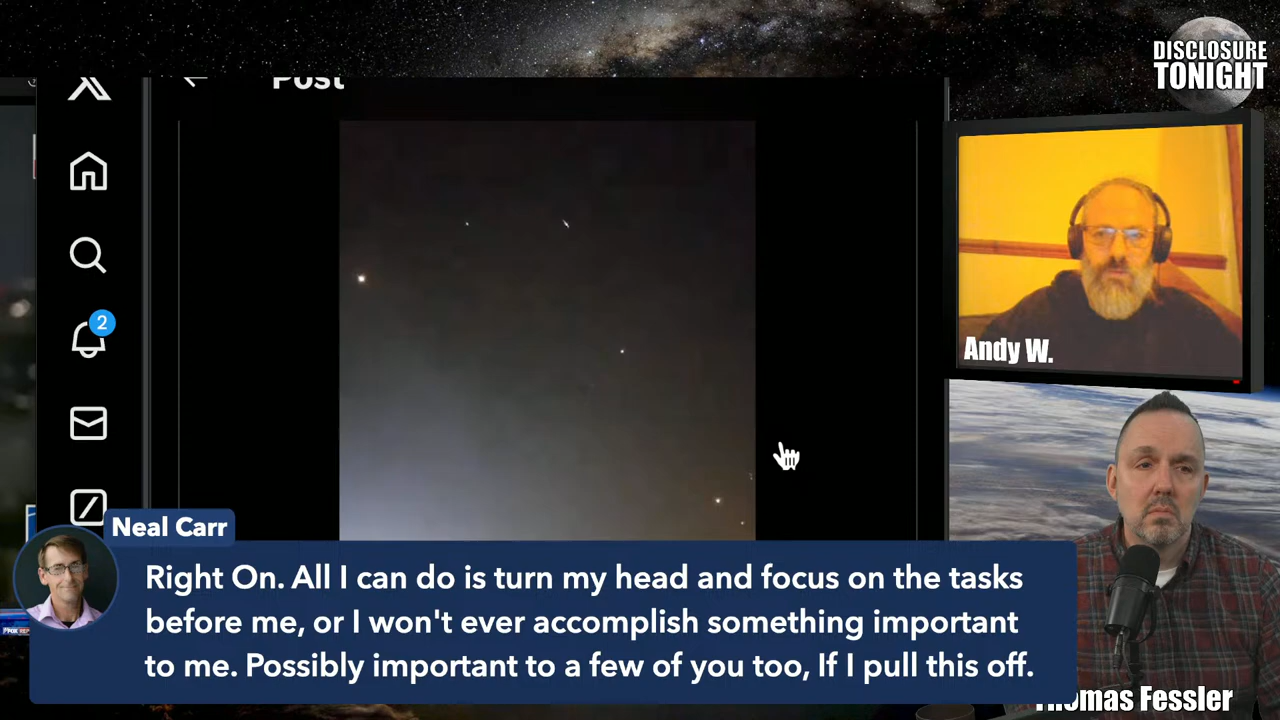 DISCLOSURE
TONIGHT
Post
2
Andy W.
Neal Carr
Right On. All I can do is turn my head and focus on the tasks
before me, or I won't ever accomplish something important
to me. Possibly important to a few of you too, If I pull this off.
Thomas Fessler